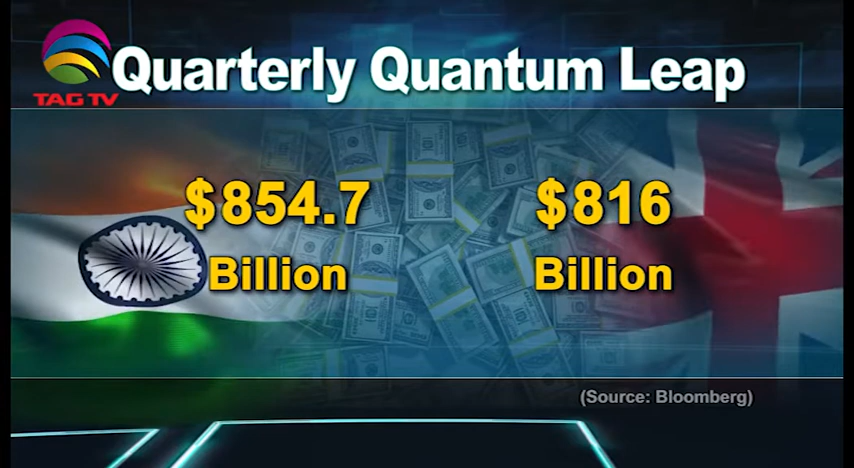 TAG TV
Quarterly Quantum Leap
$854.7
Billion
$816
Billion
(Source: Bloomberg)